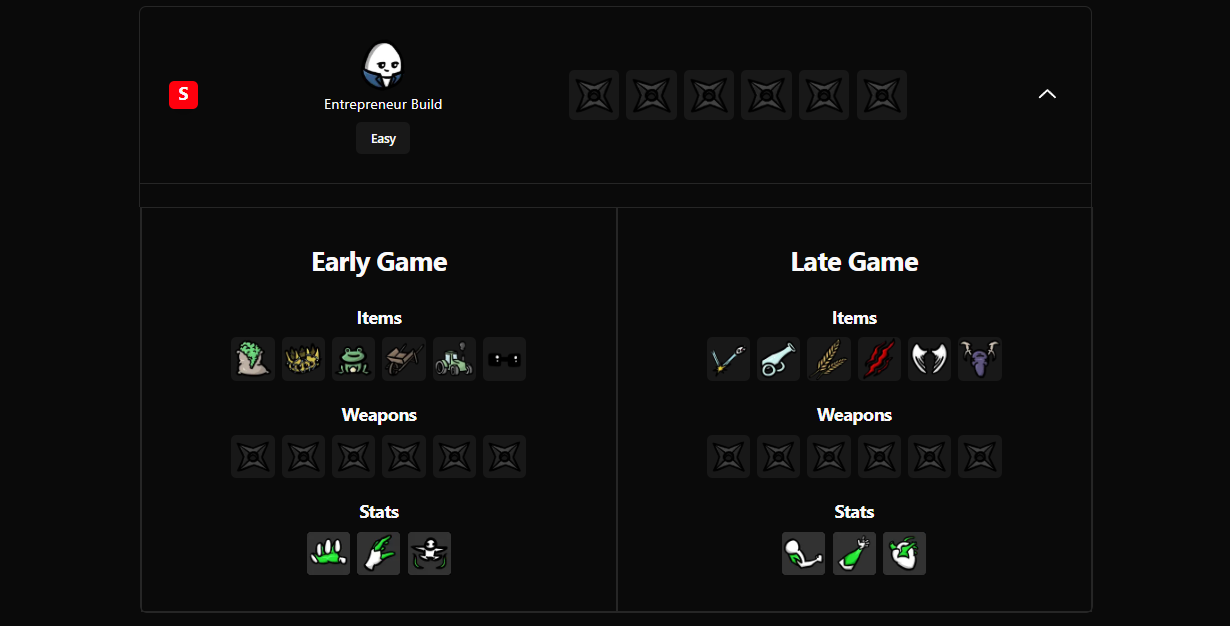 S
Entrepreneur Build
Easy
Early Game
Items
Weapons
Stats
Late Game
Items
Weapons
Stats